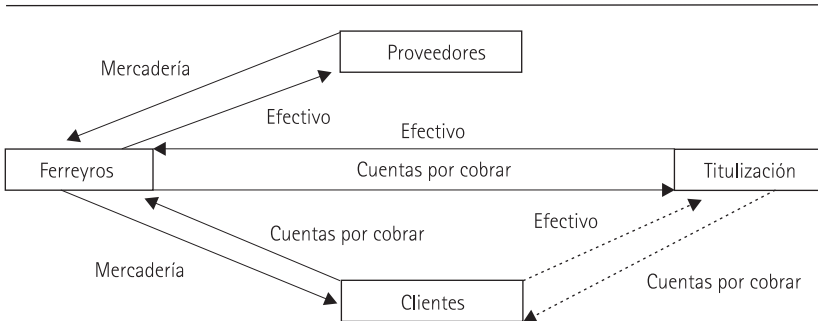 Proveedores
Mercadería
Efectivo
Efectivo
Ferreyros
Cuentas por cobrar
Titulización
Efectivo
Cuentas por cobrar
Mercadería
Cuentas por cobrar
Clientes